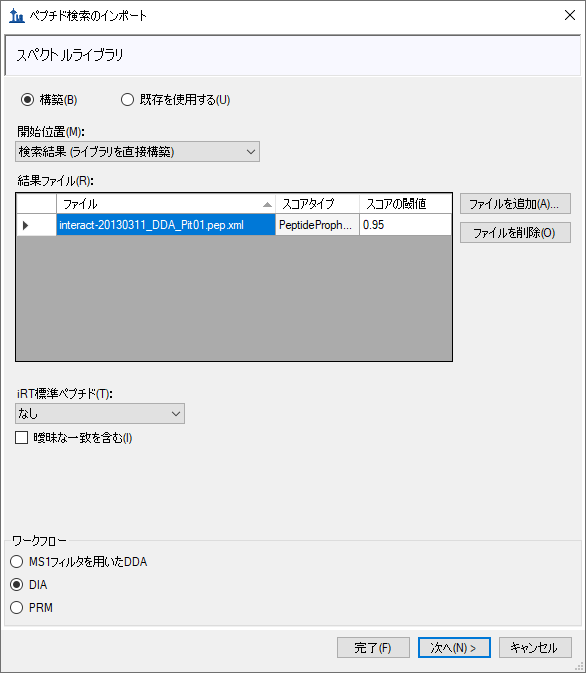 ペプチド検索のインポート
スペクトルライブラリ
構築(B) 既存を使用する(U)
開始位置(M):
検索結果 (ライブラリを直接構築)
結果ファイル(R):
ファイル スコアタイプ スコアの閾値
interact-20130311_DDA_Pit01.pep.xml PeptideProph... 0.95
ファイルを追加(A)...
ファイルを削除(O)
iRT標準ペプチド(T):
なし
曖昧な一致を含む(I)
ワークフロー
MS1フィルタを用いたDDA
DIA
PRM
完了(F) 次へ(N) > キャンセル